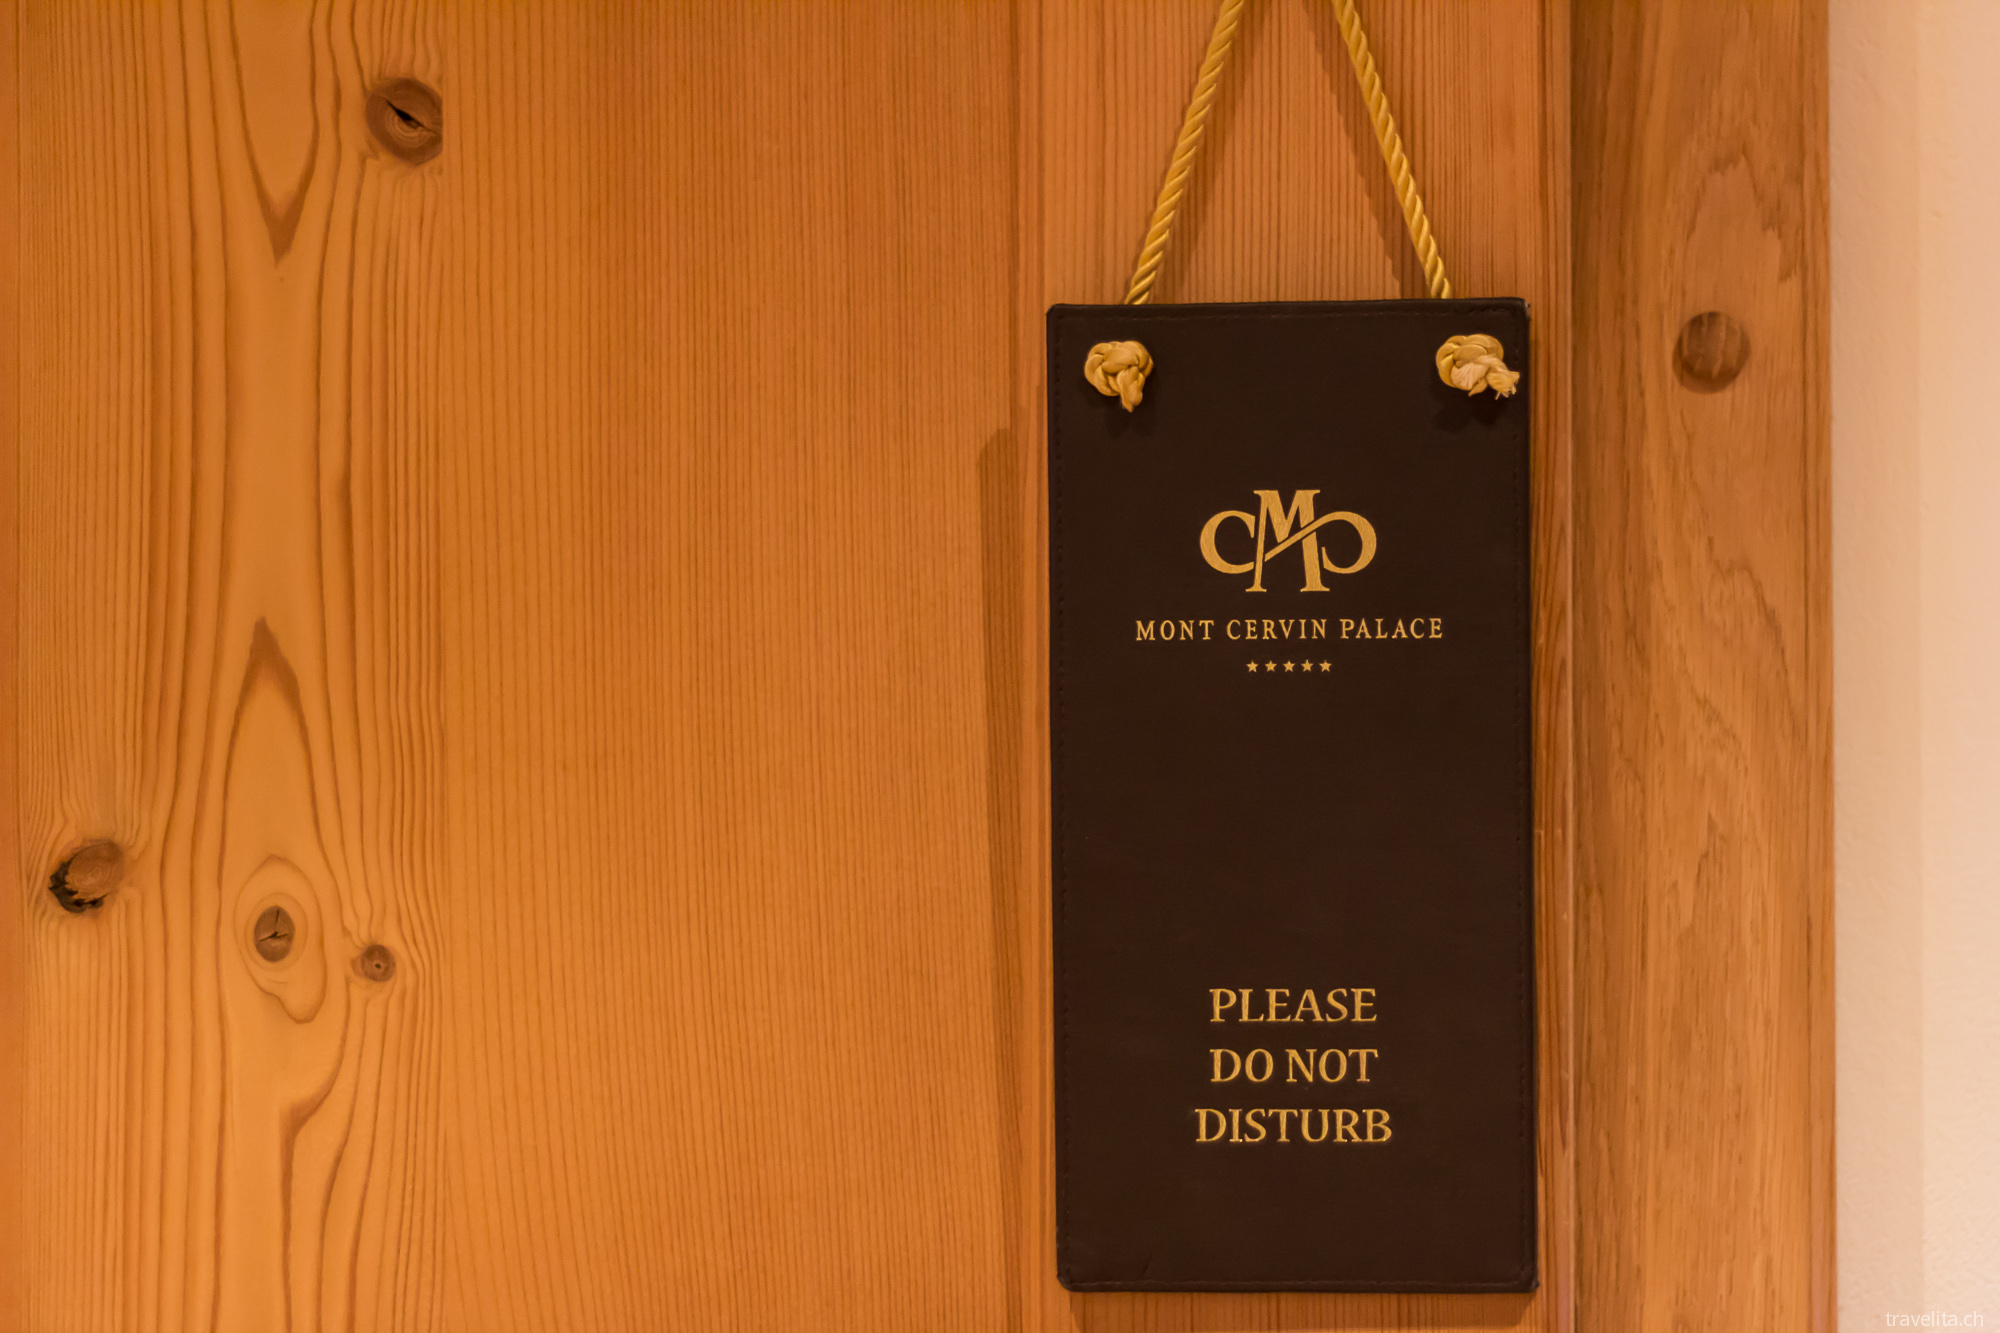 CMP
MONT CERVIN PALACE
★★★★★
PLEASE
DO NOT
DISTURB
travelita.ch